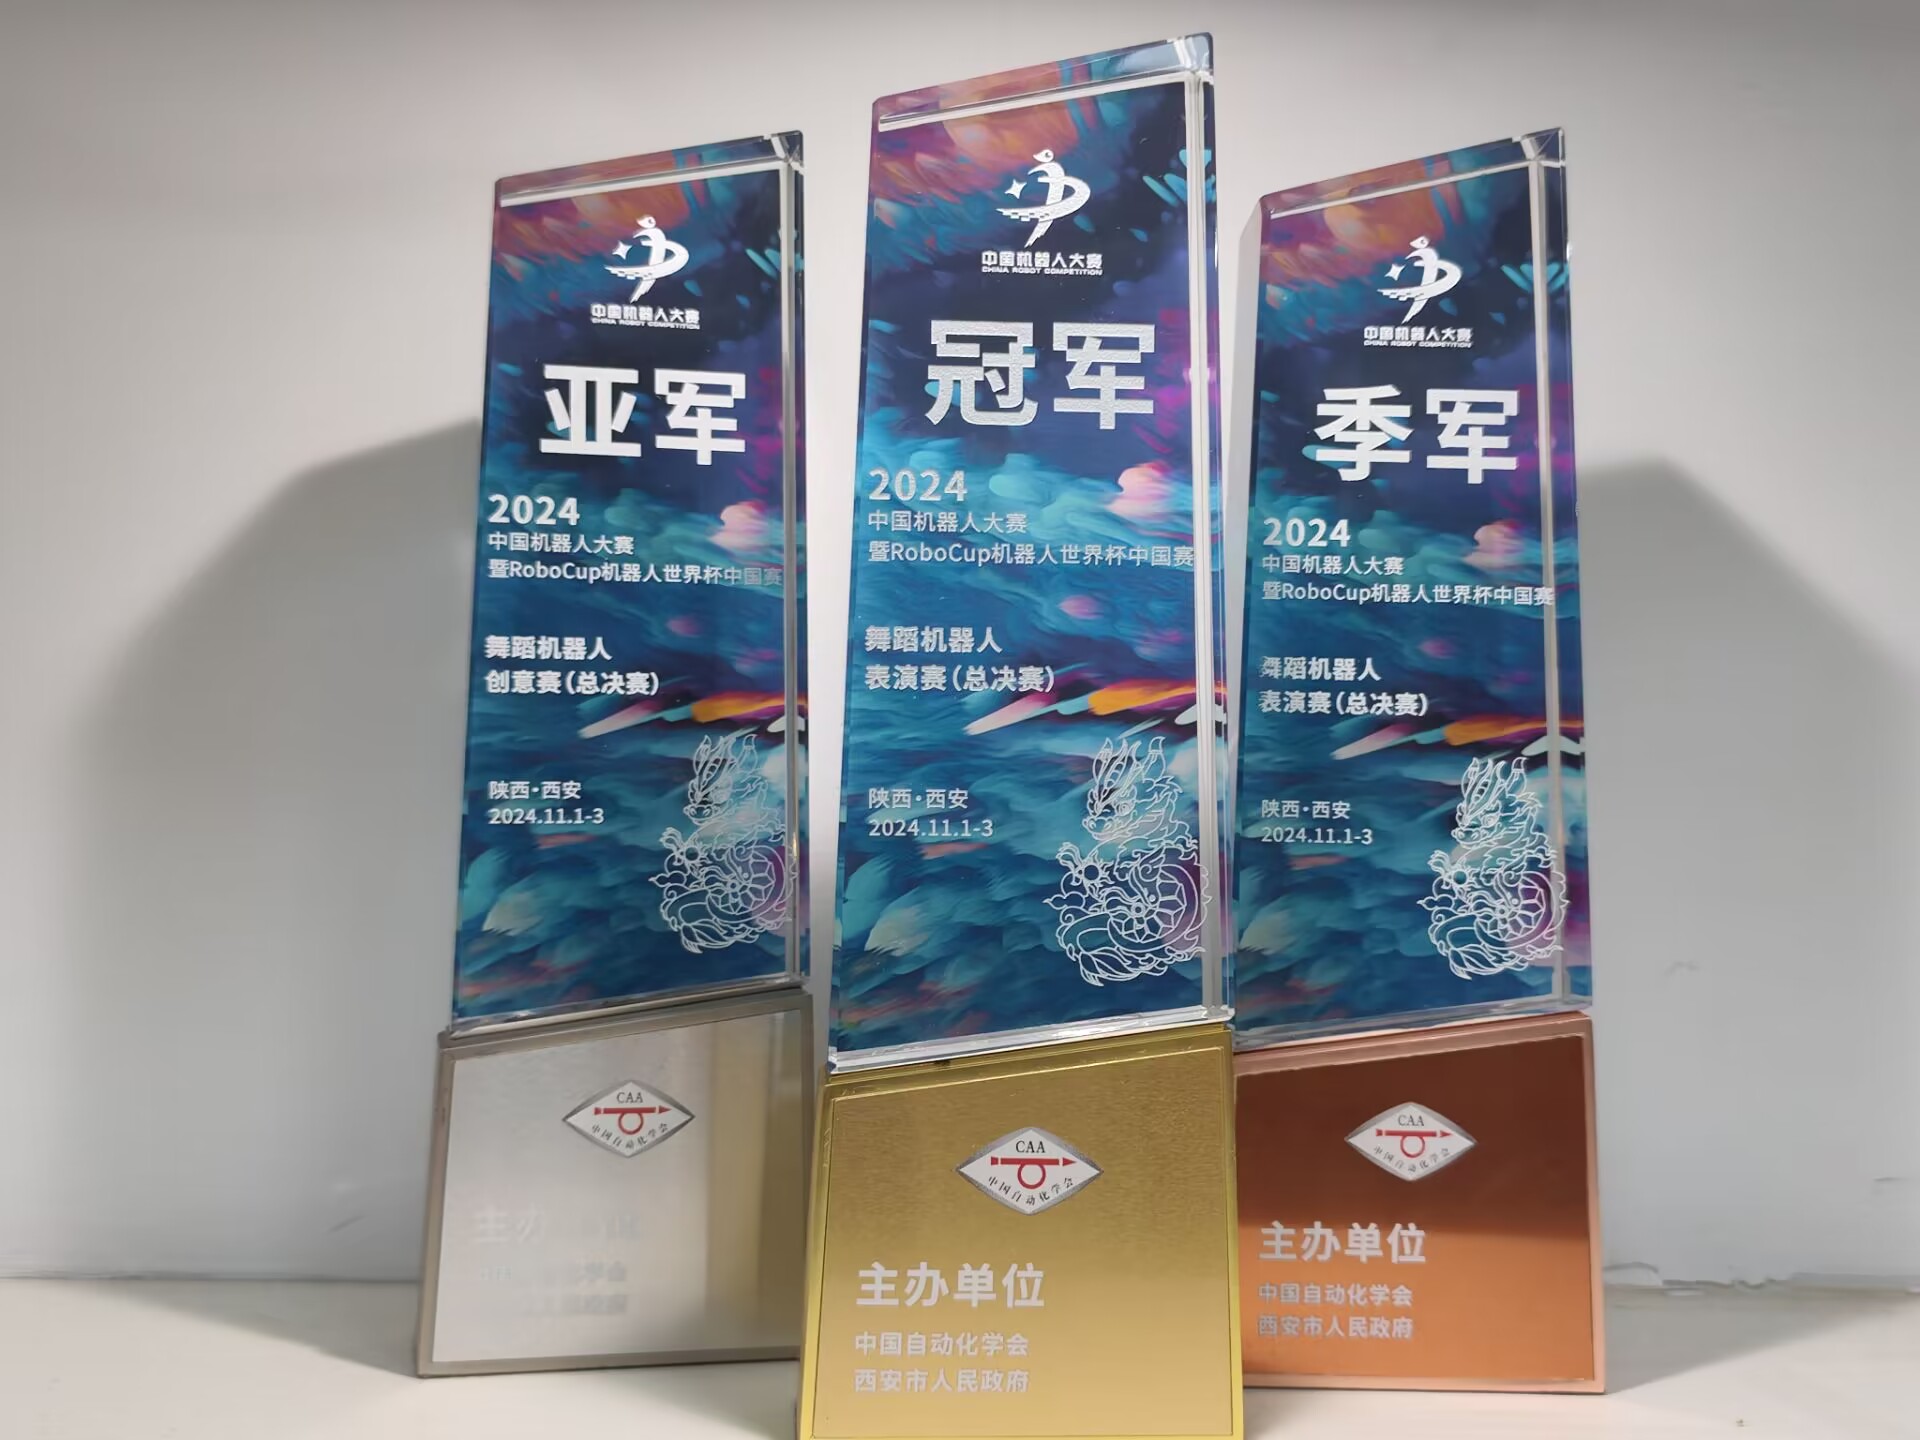 中国机器人大赛
CHINA ROBOT COMPETITION
亚军
2024
中国机器人大赛
暨RoboCup机器人世界杯中国赛
舞蹈机器人
创意赛(总决赛)
陕西·西安
2024.11.1-3
CAA
中国自动化学会
主办
学会
中国机器人大赛
CHINA ROBOT COMPETITION
冠军
2024
中国机器人大赛
暨RoboCup机器人世界杯中国赛
舞蹈机器人
表演赛(总决赛)
陕西·西安
2024.11.1-3
CAA
中国自动化学会
主办单位
中国自动化学会
西安市人民政府
中国机器人大赛
CHINA ROBOT COMPETITION
季军
2024
中国机器人大赛
暨RoboCup机器人世界杯中国赛
舞蹈机器人
表演赛(总决赛)
陕西·西安
2024.11.1-3
CAA
中国自动化学会
主办单位
中国自动化学会
西安市人民政府